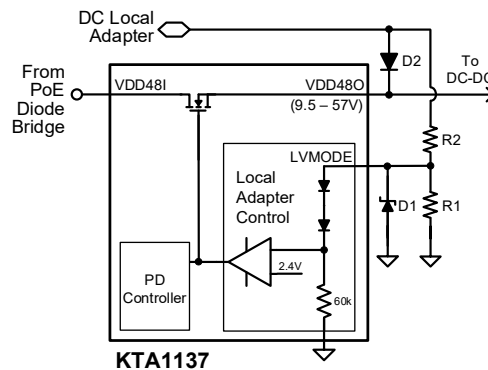 DC Local
Adapter
From
PoE
Diode
Bridge
VDD48I
VDD48O
(9.5 – 57V)
D2
To
DC-DC
R2
LVMODE
Local
Adapter
Control
D1
R1
2.4V
60k
PD
Controller
KTA1137